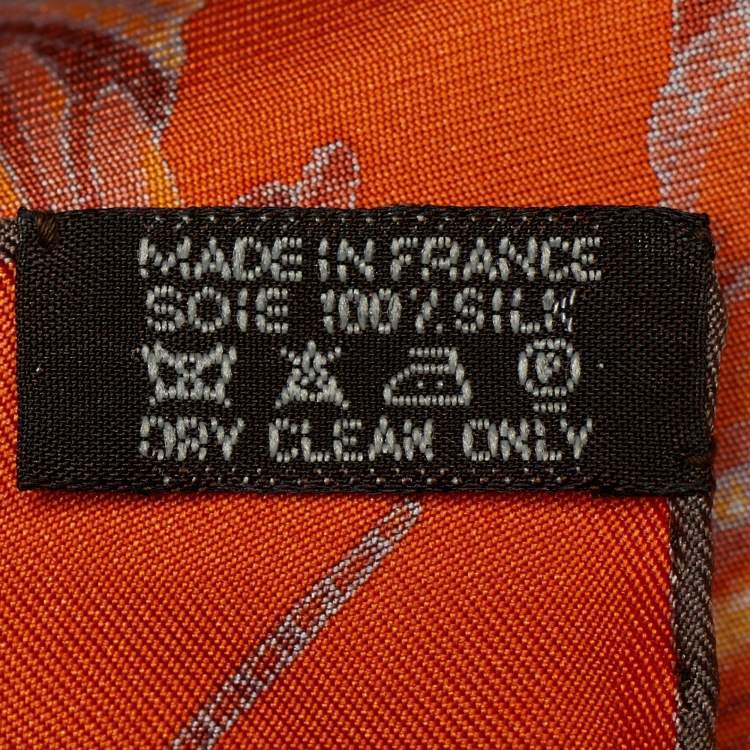 MADE IN FRANCE
SOIE 100% SILK
DRY CLEAN ONLY